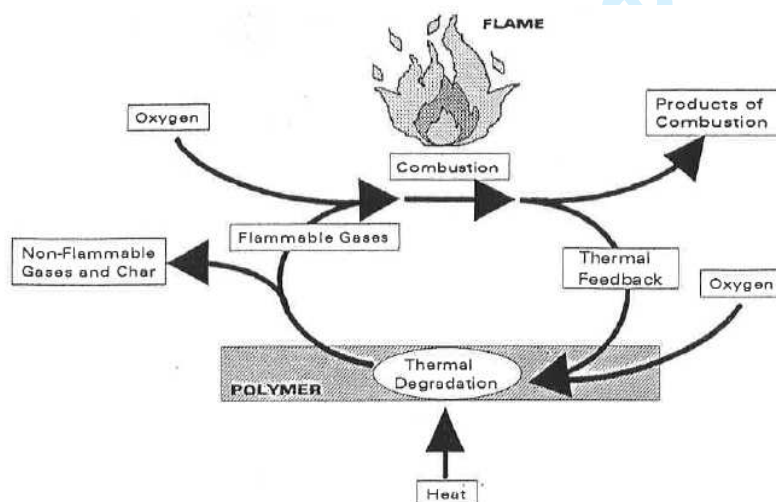 FLAME
Oxygen
Products of
Combustion
Combustion
Flammable Gases
Non-Flammable
Gases and Char
Thermal
Feedback
Oxygen
Thermal
Degradation
POLYMER
Heat